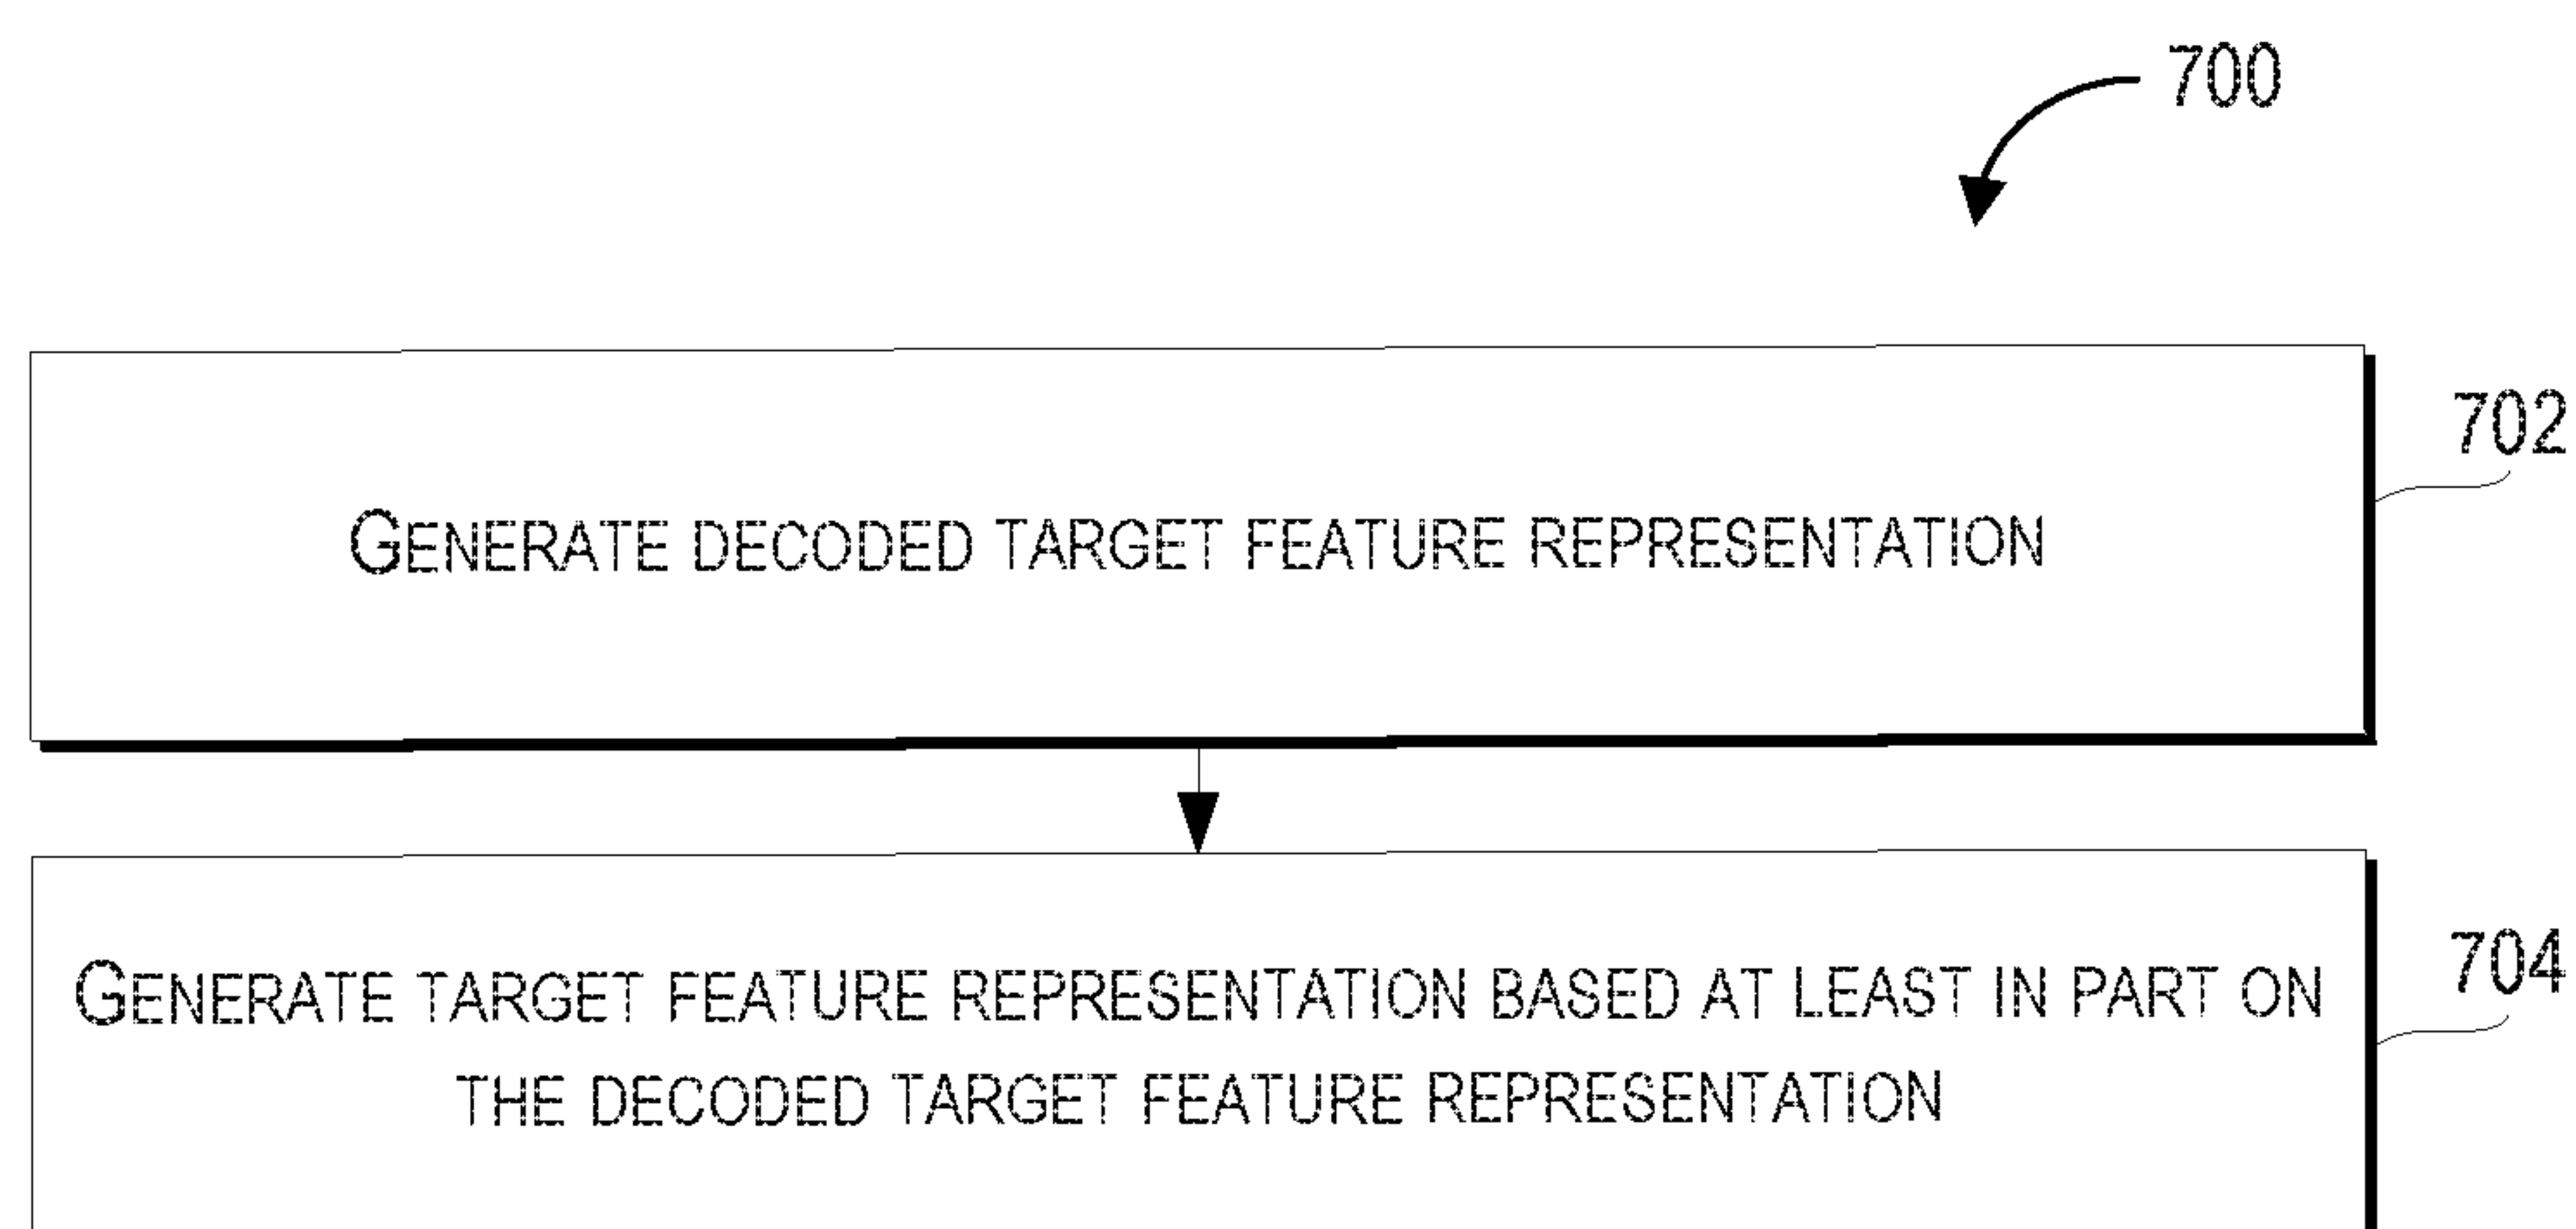 700
702
GENERATE DECODED TARGET FEATURE REPRESENTATION
704
GENERATE TARGET FEATURE REPRESENTATION BASED AT LEAST IN PART ON
THE DECODED TARGET FEATURE REPRESENTATION